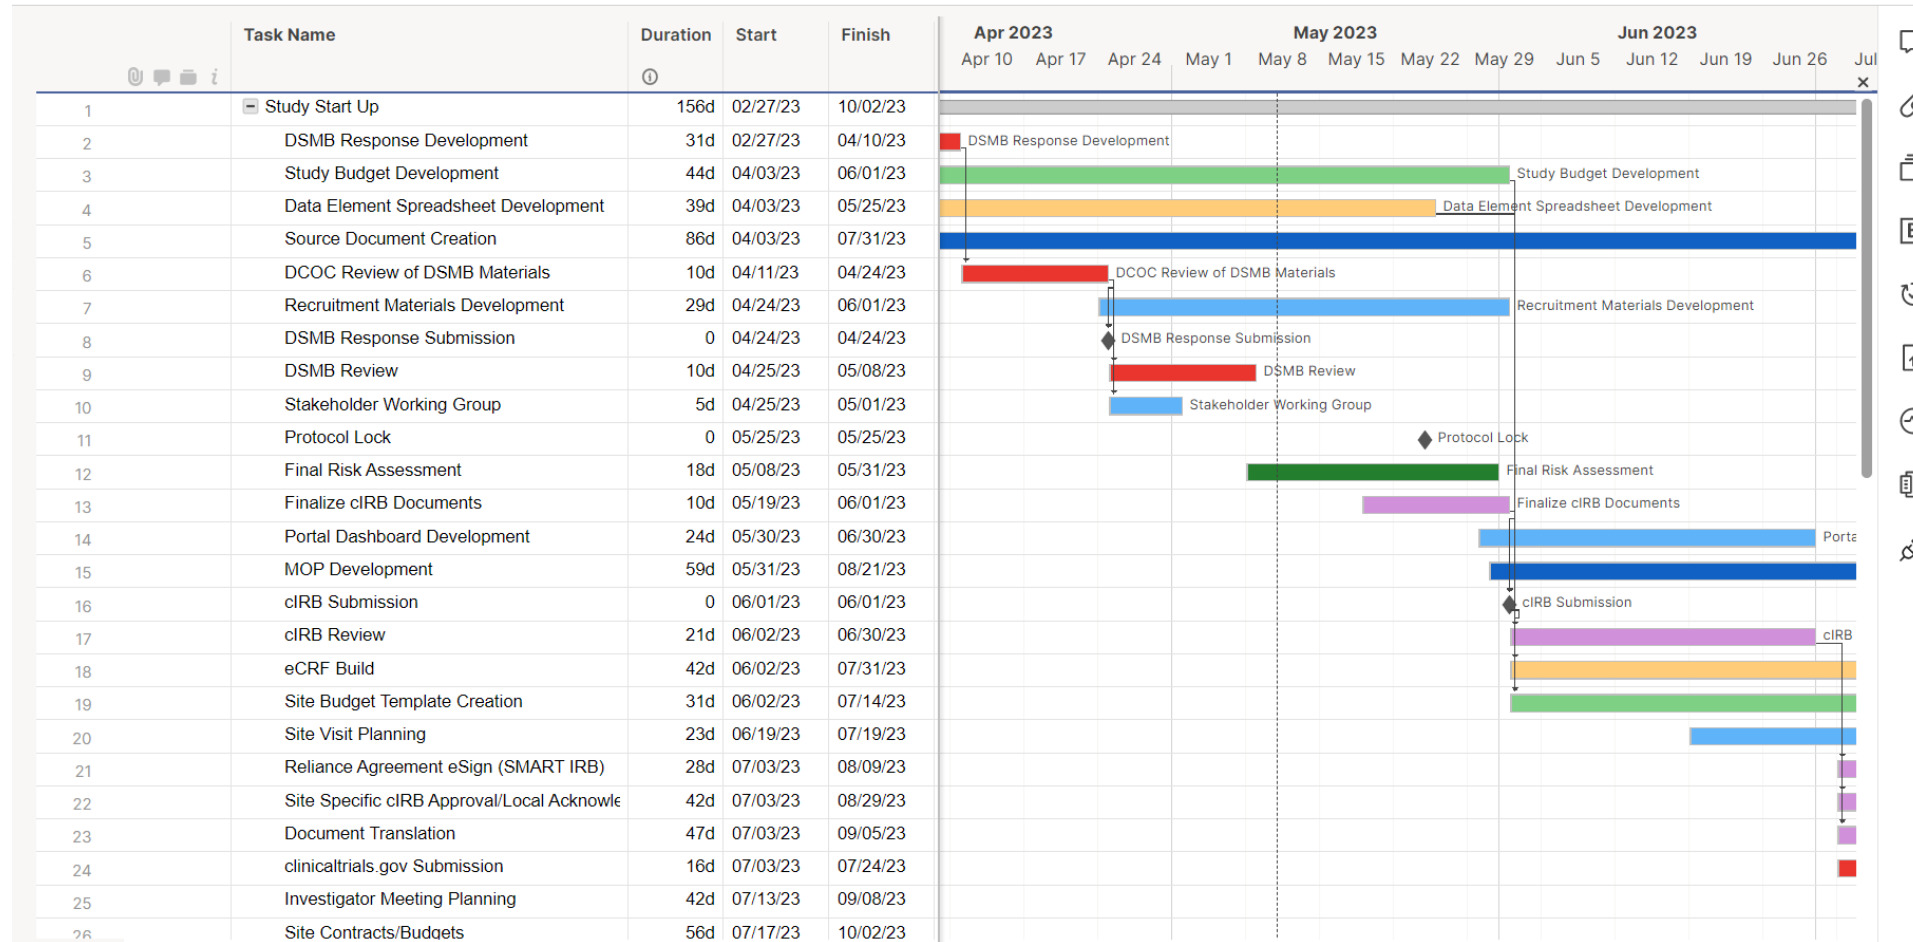 Task Name Duration Start Finish Apr 2023 May 2023 Jun 2023
Apr 10 Apr 17 Apr 24 May 1 May 8 May 15 May 22 May 29 Jun 5 Jun 12 Jun 19 Jun 26 Jul
1 Study Start Up 156d 02/27/23 10/02/23
2 DSMB Response Development 31d 02/27/23 04/10/23 DSMB Response Development
3 Study Budget Development 44d 04/03/23 06/01/23 Study Budget Development
4 Data Element Spreadsheet Development 39d 04/03/23 05/25/23 Data Element Spreadsheet Development
5 Source Document Creation 86d 04/03/23 07/31/23
6 DCOC Review of DSMB Materials 10d 04/11/23 04/24/23 DCOC Review of DSMB Materials
7 Recruitment Materials Development 29d 04/24/23 06/01/23 Recruitment Materials Development
8 DSMB Response Submission 0 04/24/23 04/24/23 DSMB Response Submission
9 DSMB Review 10d 04/25/23 05/08/23 DSMB Review
10 Stakeholder Working Group 5d 04/25/23 05/01/23 Stakeholder Working Group
11 Protocol Lock 0 05/25/23 05/25/23 Protocol Lock
12 Final Risk Assessment 18d 05/08/23 05/31/23 Final Risk Assessment
13 Finalize cIRB Documents 10d 05/19/23 06/01/23 Finalize cIRB Documents
14 Portal Dashboard Development 24d 05/30/23 06/30/23 Porta
15 MOP Development 59d 05/31/23 08/21/23
16 cIRB Submission 0 06/01/23 06/01/23 cIRB Submission
17 cIRB Review 21d 06/02/23 06/30/23 cIRB
18 eCRF Build 42d 06/02/23 07/31/23
19 Site Budget Template Creation 31d 06/02/23 07/14/23
20 Site Visit Planning 23d 06/19/23 07/19/23
21 Reliance Agreement eSign (SMART IRB) 28d 07/03/23 08/09/23
22 Site Specific cIRB Approval/Local Acknowle 42d 07/03/23 08/29/23
23 Document Translation 47d 07/03/23 09/05/23
24 clinicaltrials.gov Submission 16d 07/03/23 07/24/23
25 Investigator Meeting Planning 42d 07/13/23 09/08/23
26 Site Contracts/Budgets 56d 07/17/23 10/02/23